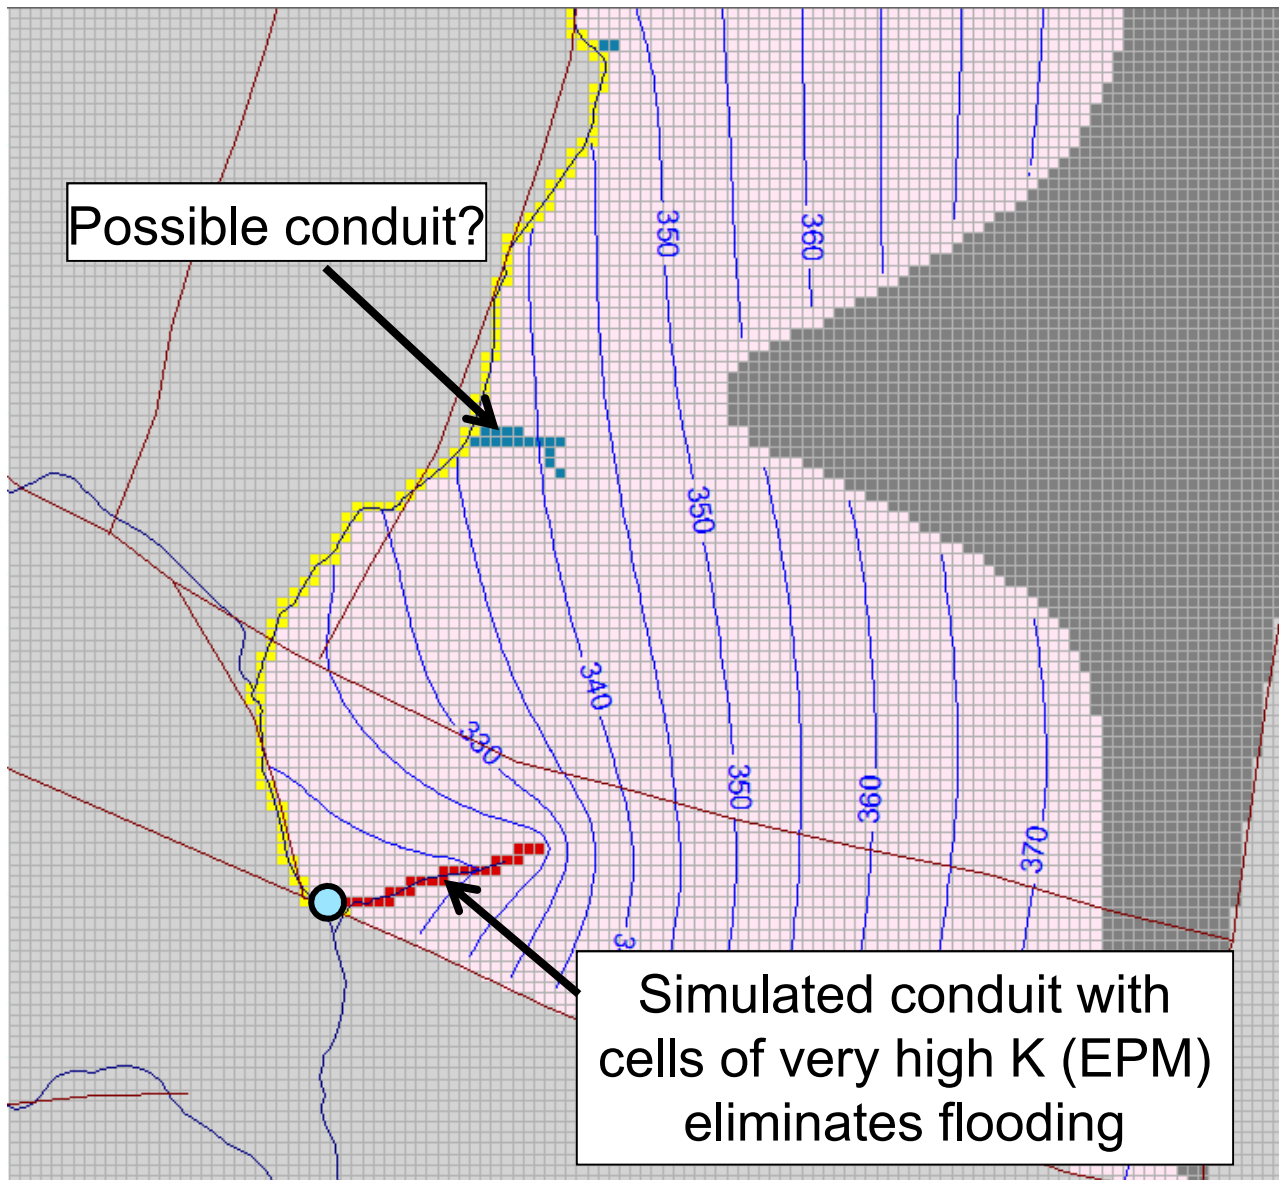 350
360
Possible conduit?
350
340
330
350
360
370
3
Simulated conduit with
cells of very high K (EPM)
eliminates flooding